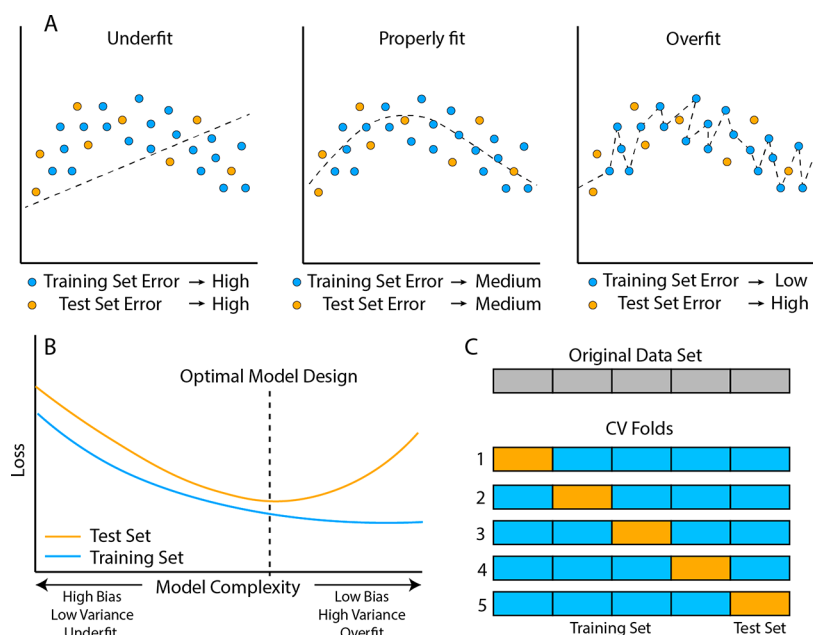 A
Underfit
Properly fit
Overfit
Training Set Error → High
Test Set Error → High
Training Set Error → Medium
Test Set Error → Medium
Training Set Error → Low
Test Set Error → High
B
Optimal Model Design
Loss
Test Set
Training Set
Model Complexity
High Bias
Low Variance
Underfit
Low Bias
High Variance
Overfit
C
Original Data Set
CV Folds
1
2
3
4
5
Training Set
Test Set